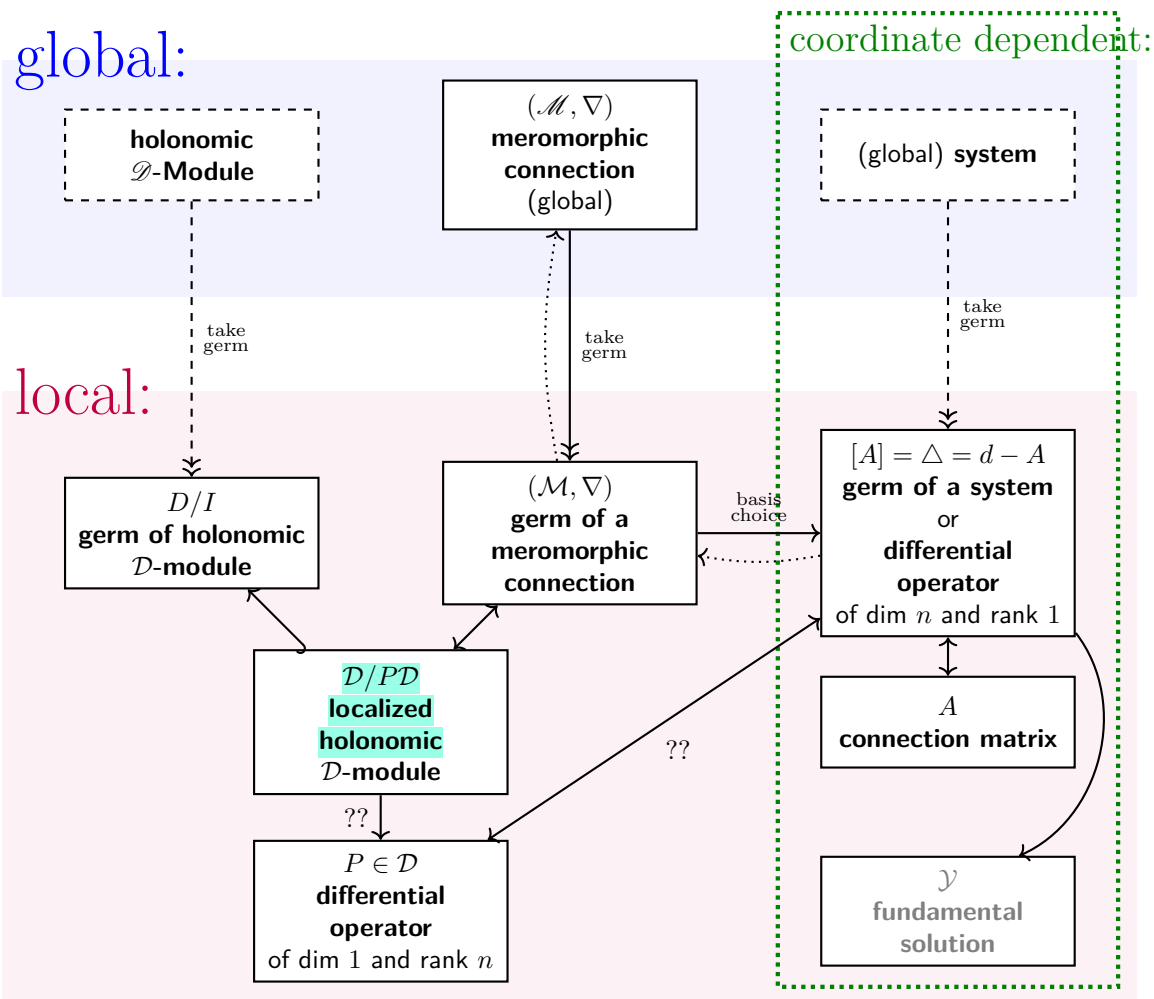 global:
coordinate dependent:
holonomic
𝒟-Module
(ℳ, ∇)
meromorphic
connection
(global)
(global) system
take
germ
take
germ
take
germ
local:
D/I
germ of holonomic
𝒟-module
(ℳ, ∇)
germ of a
meromorphic
connection
basis
choice
[A] = △ = d − A
germ of a system
or
differential
operator
of dim n and rank 1
𝒟/P𝒟
localized
holonomic
𝒟-module
??
??
A
connection matrix
P ∈ 𝒟
differential
operator
of dim 1 and rank n
𝒴
fundamental
solution